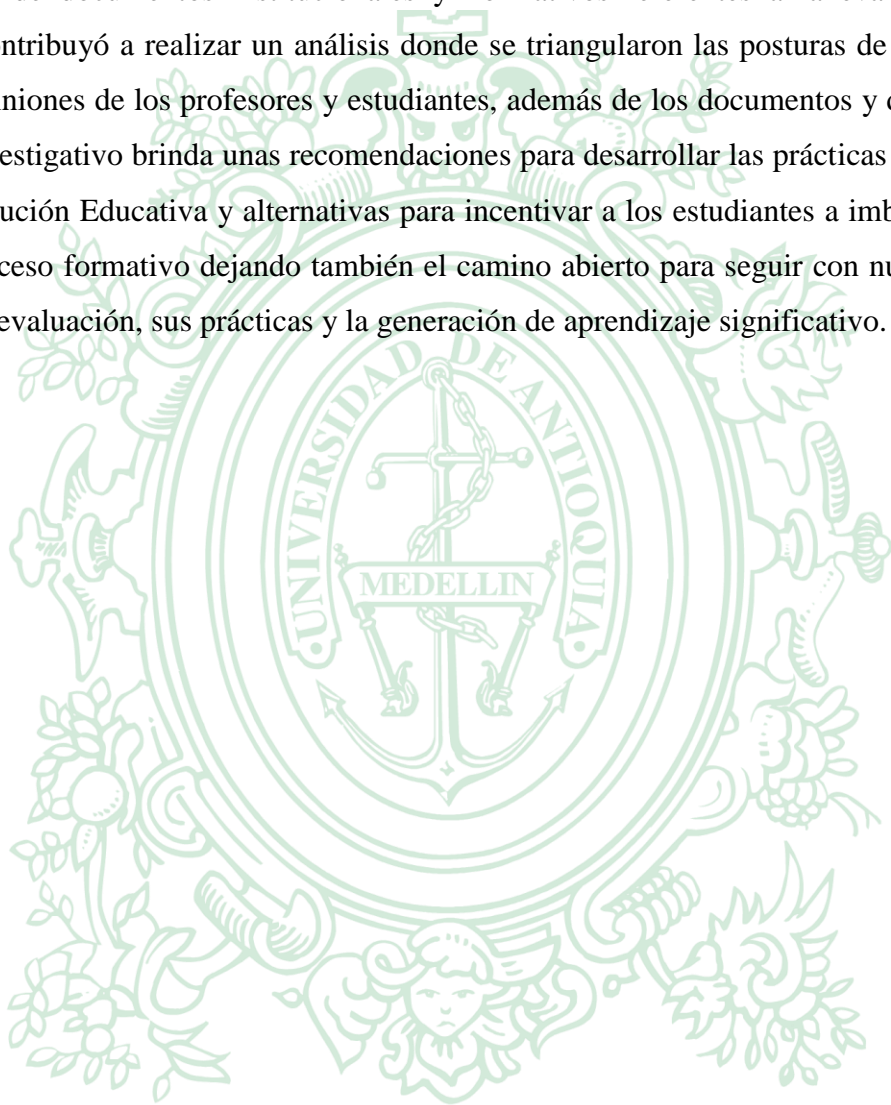 ntribuyó a realizar un análisis donde se triangularon las posturas de
niones de los profesores y estudiantes, además de los documentos y
estigativo brinda unas recomendaciones para desarrollar las prácticas
ución Educativa y alternativas para incentivar a los estudiantes a imb
ceso formativo dejando también el camino abierto para seguir con nu
evaluación, sus prácticas y la generación de aprendizaje significativo.
UNIVERSIDAD DE ANTIOQUIA
MEDELLIN